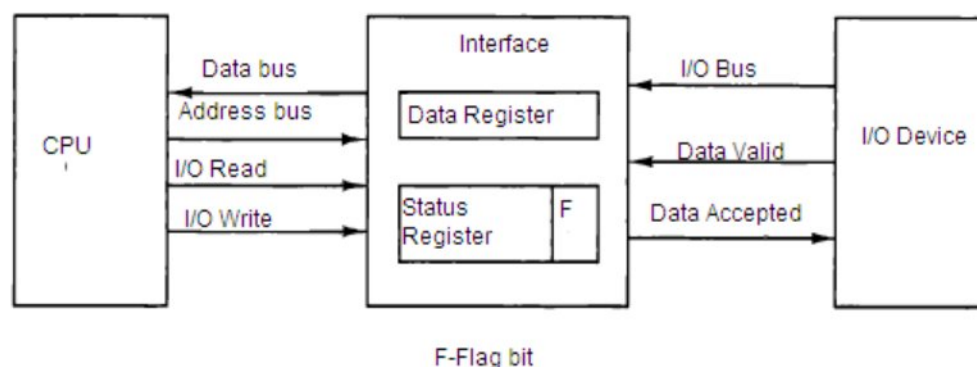 Interface
Data bus
I/O Bus
Address bus
Data Register
CPU
I/O Device
Data Valid
I/O Read
Status
Register
F
I/O Write
Data Accepted
F-Flag bit